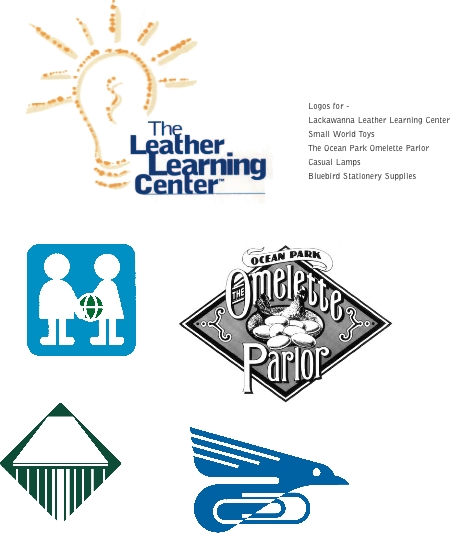 The
Leather
Learning
Center™
Logos for -
Lackawanna Leather Learning Center
Small World Toys
The Ocean Park Omelette Parlor
Casual Lamps
Bluebird Stationery Supplies
OCEAN PARK
THE Omelette
Parlor